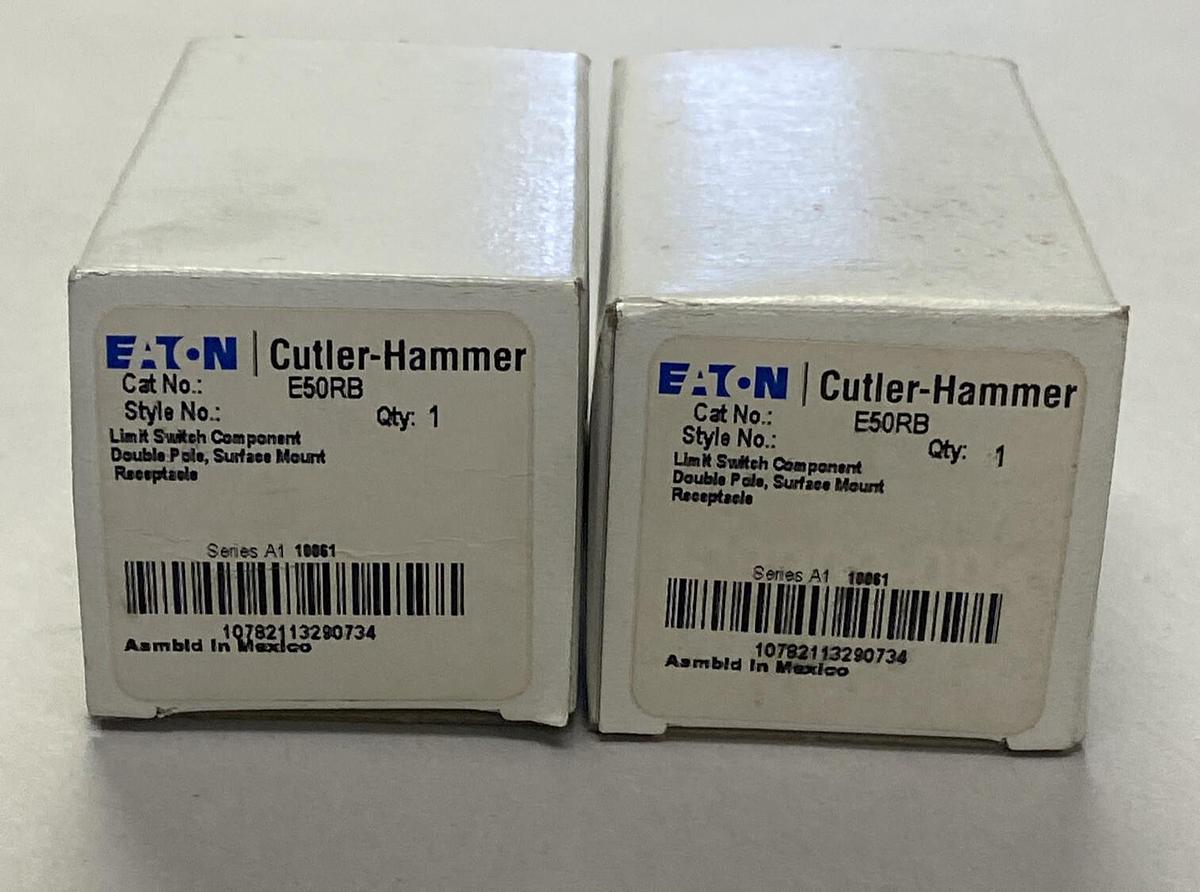 EATON | Cutler-Hammer
Cat No.: E50RB
Style No.: Qty: 1
Limit Switch Component
Double Pole, Surface Mount
Receptacle
Series A1 10061
10782113290734
Asmbld In Mexico
EATON | Cutler-Hammer
Cat No.: E50RB
Style No.: Qty: 1
Limit Switch Component
Double Pole, Surface Mount
Receptacle
Series A1 10061
10782113290734
Asmbld In Mexico